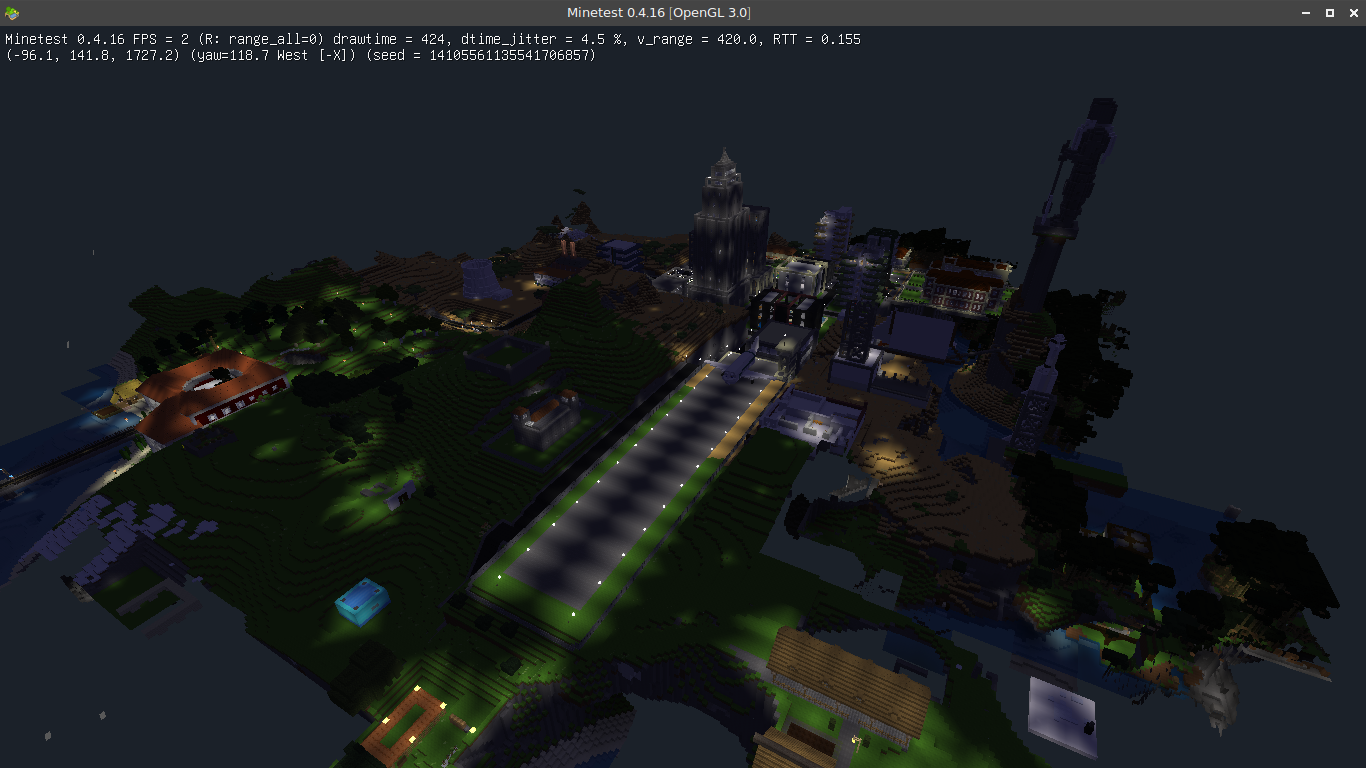 Minetest 0.4.16 [OpenGL 3.0]
Minetest 0.4.16 FPS = 2 (R: range_all=0) drawtime = 424, dtime_jitter = 4.5 %, v_range = 420.0, RTT = 0.155
(-96.1, 141.8, 1727.2) (yaw=118.7 West [-X]) (seed = 14105561135541706857)